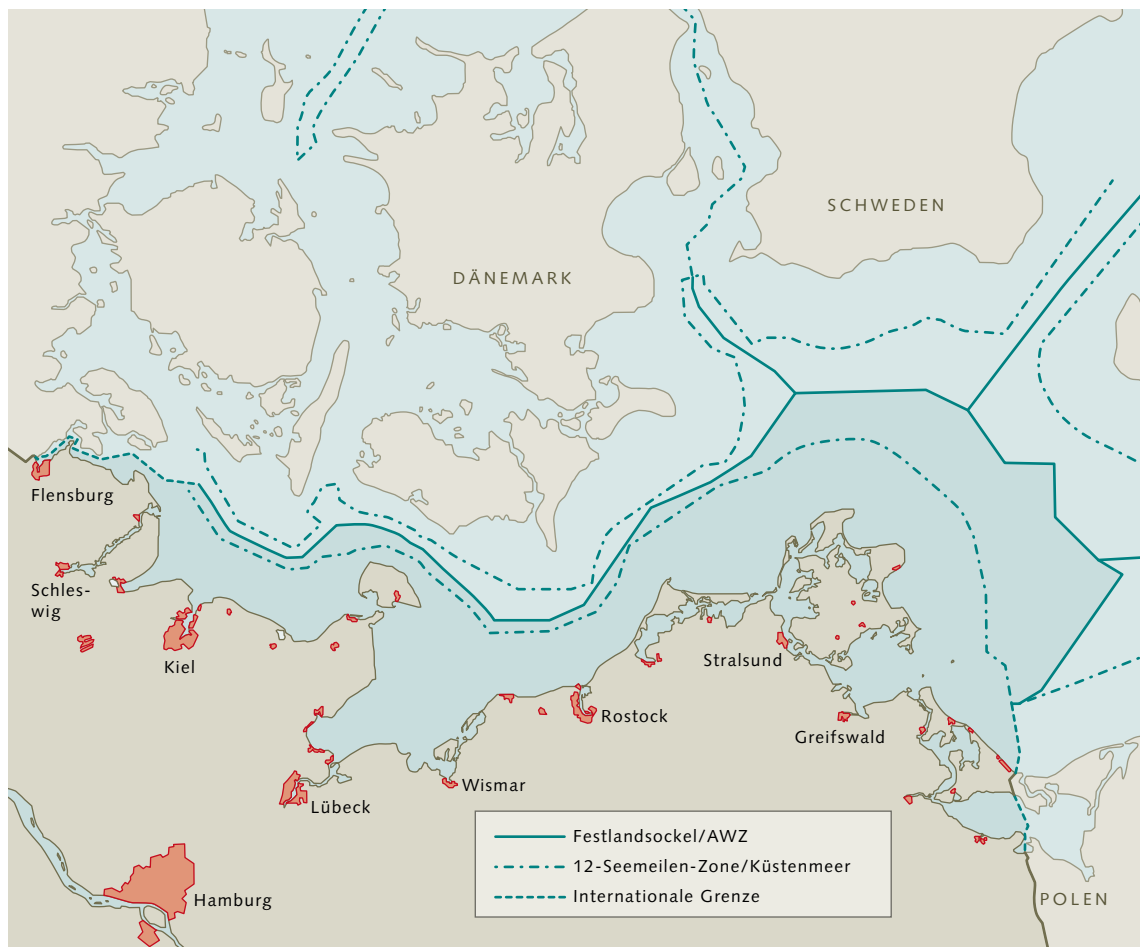 SCHWEDEN
DÄNEMARK
Flensburg
Schles-
wig
Kiel
Stralsund
Rostock
Greifswald
Wismar
Lübeck
Festlandsockel/AWZ
12-Seemeilen-Zone/Küstenmeer
Internationale Grenze
Hamburg
POLEN